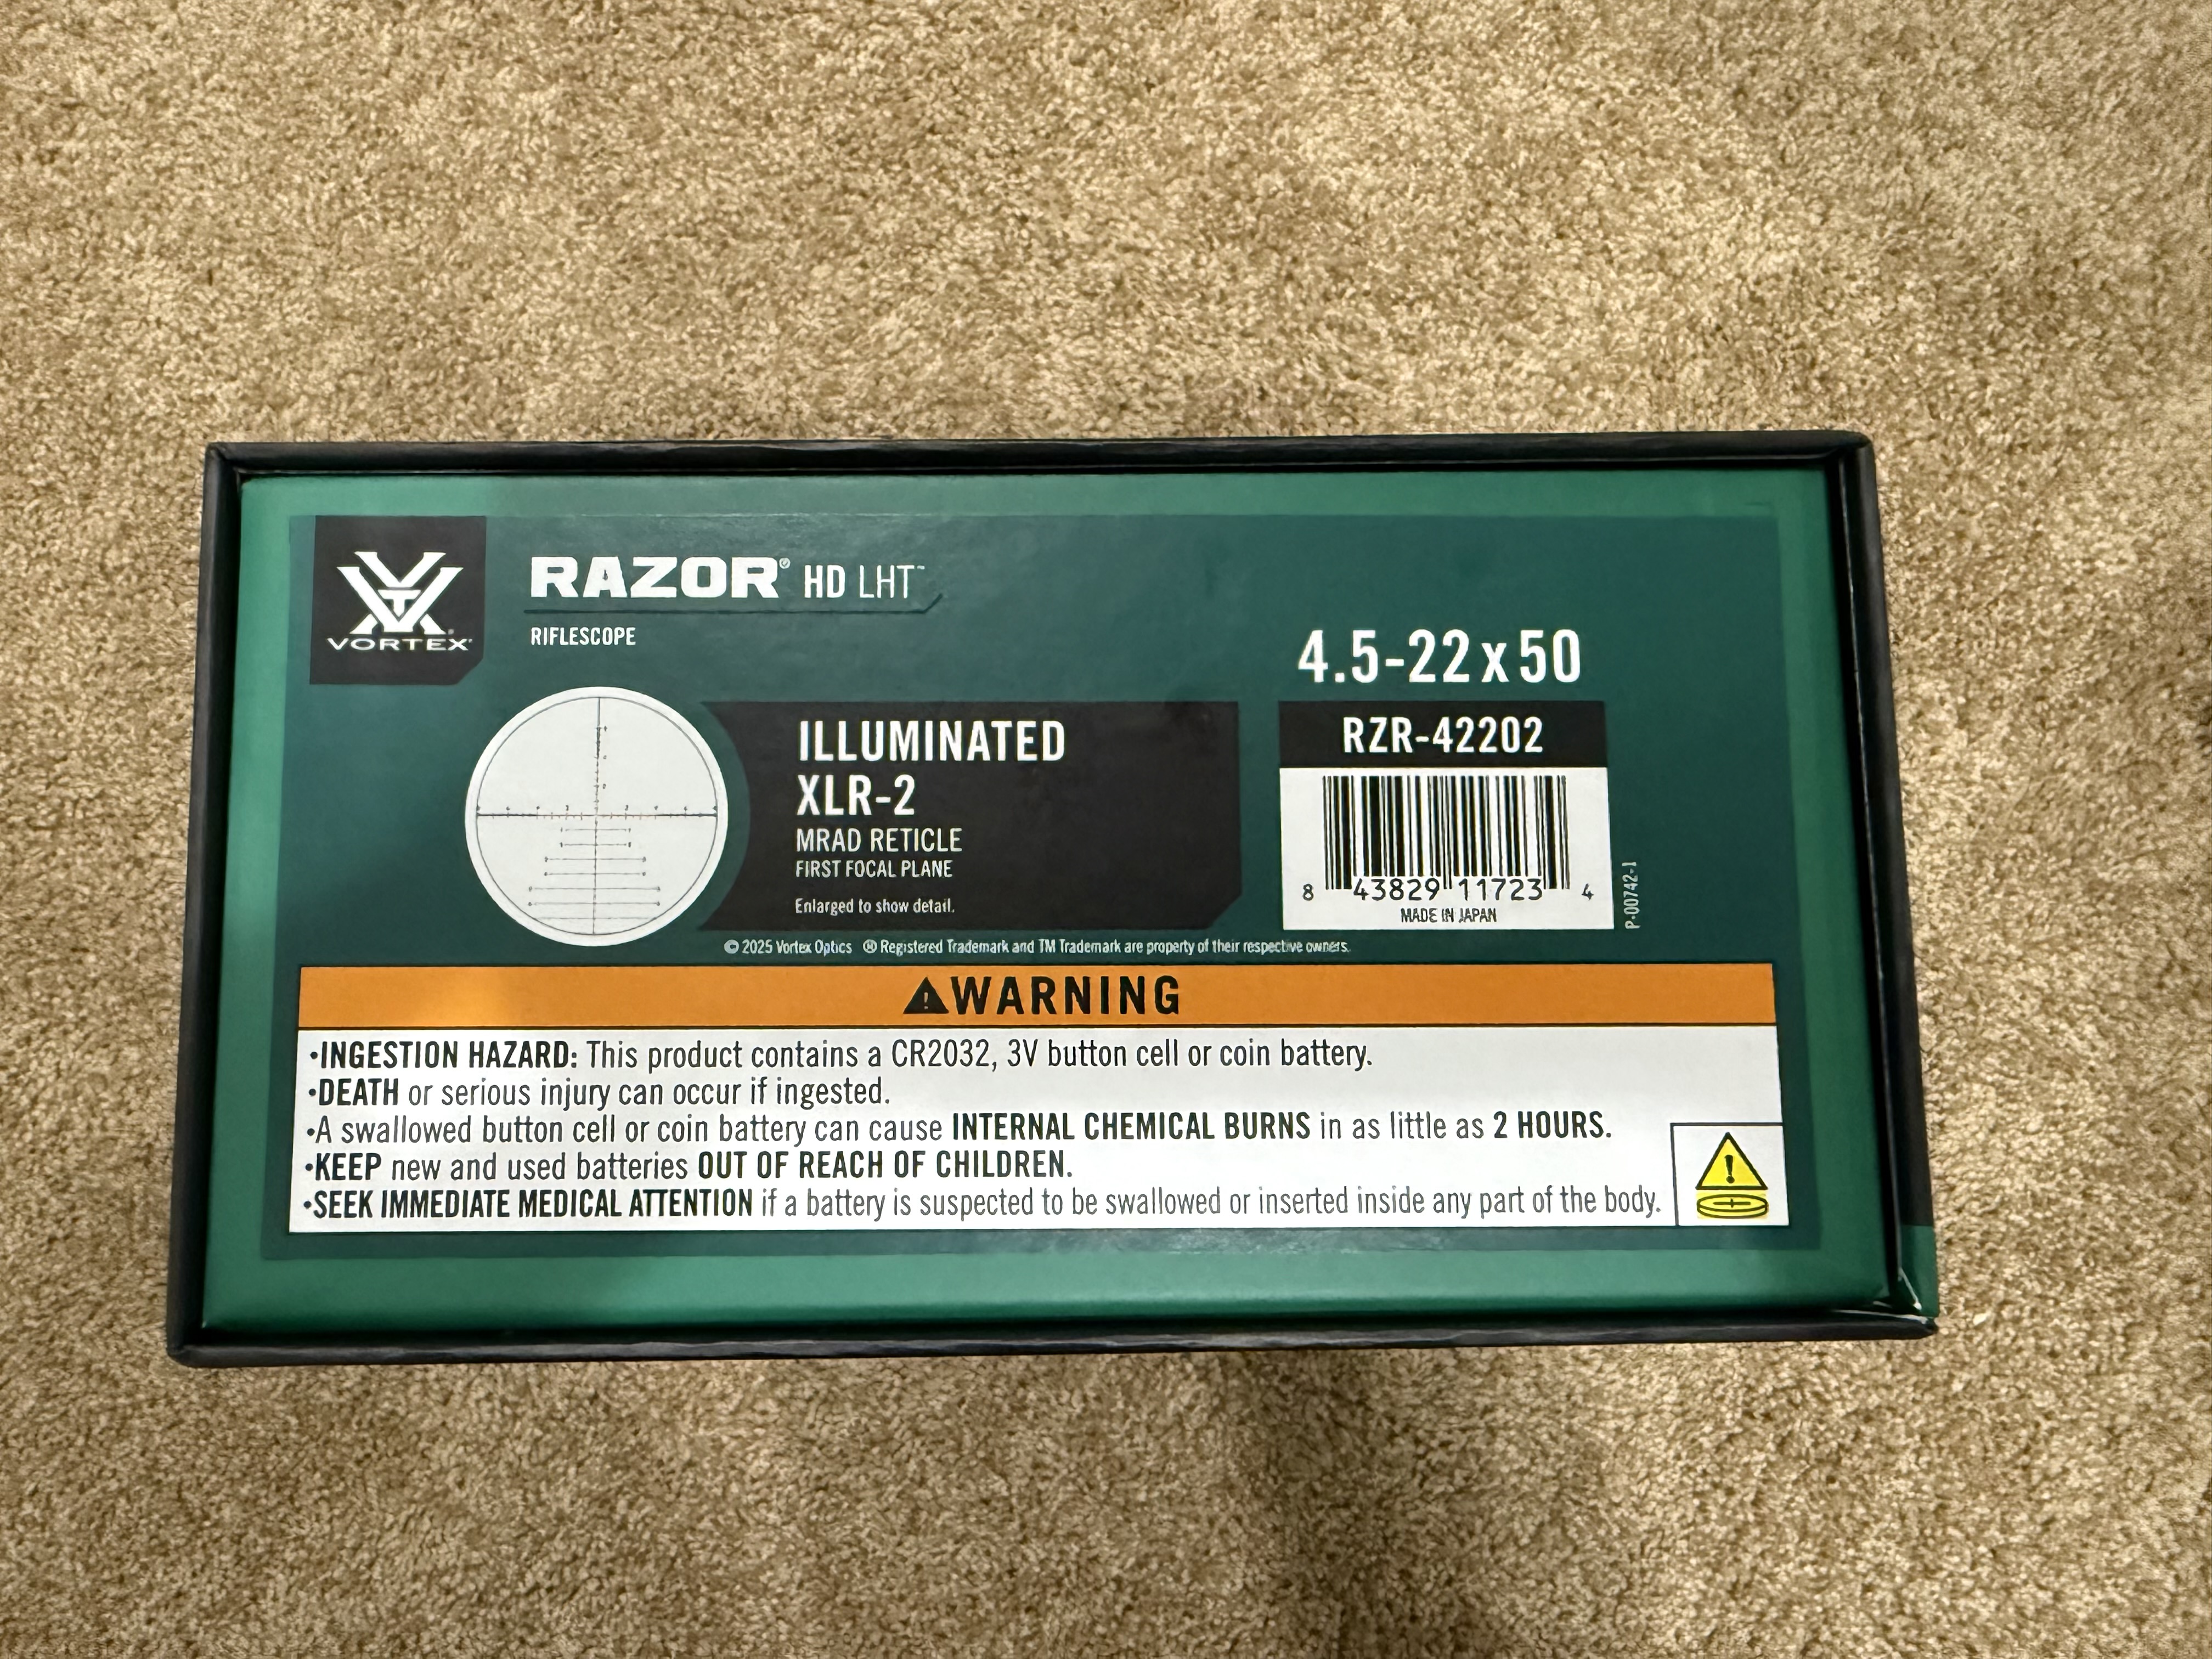 VORTEX®
RAZOR® HD LHT™
RIFLESCOPE
4.5-22x50
ILLUMINATED
XLR-2
MRAD RETICLE
FIRST FOCAL PLANE
Enlarged to show detail.
RZR-42202
8 43829 11723 4
MADE IN JAPAN
P-00742-1
© 2025 Vortex Optics ® Registered Trademark and TM Trademark are property of their respective owners.
WARNING
•INGESTION HAZARD: This product contains a CR2032, 3V button cell or coin battery.
•DEATH or serious injury can occur if ingested.
•A swallowed button cell or coin battery can cause INTERNAL CHEMICAL BURNS in as little as 2 HOURS.
•KEEP new and used batteries OUT OF REACH OF CHILDREN.
•SEEK IMMEDIATE MEDICAL ATTENTION if a battery is suspected to be swallowed or inserted inside any part of the body.